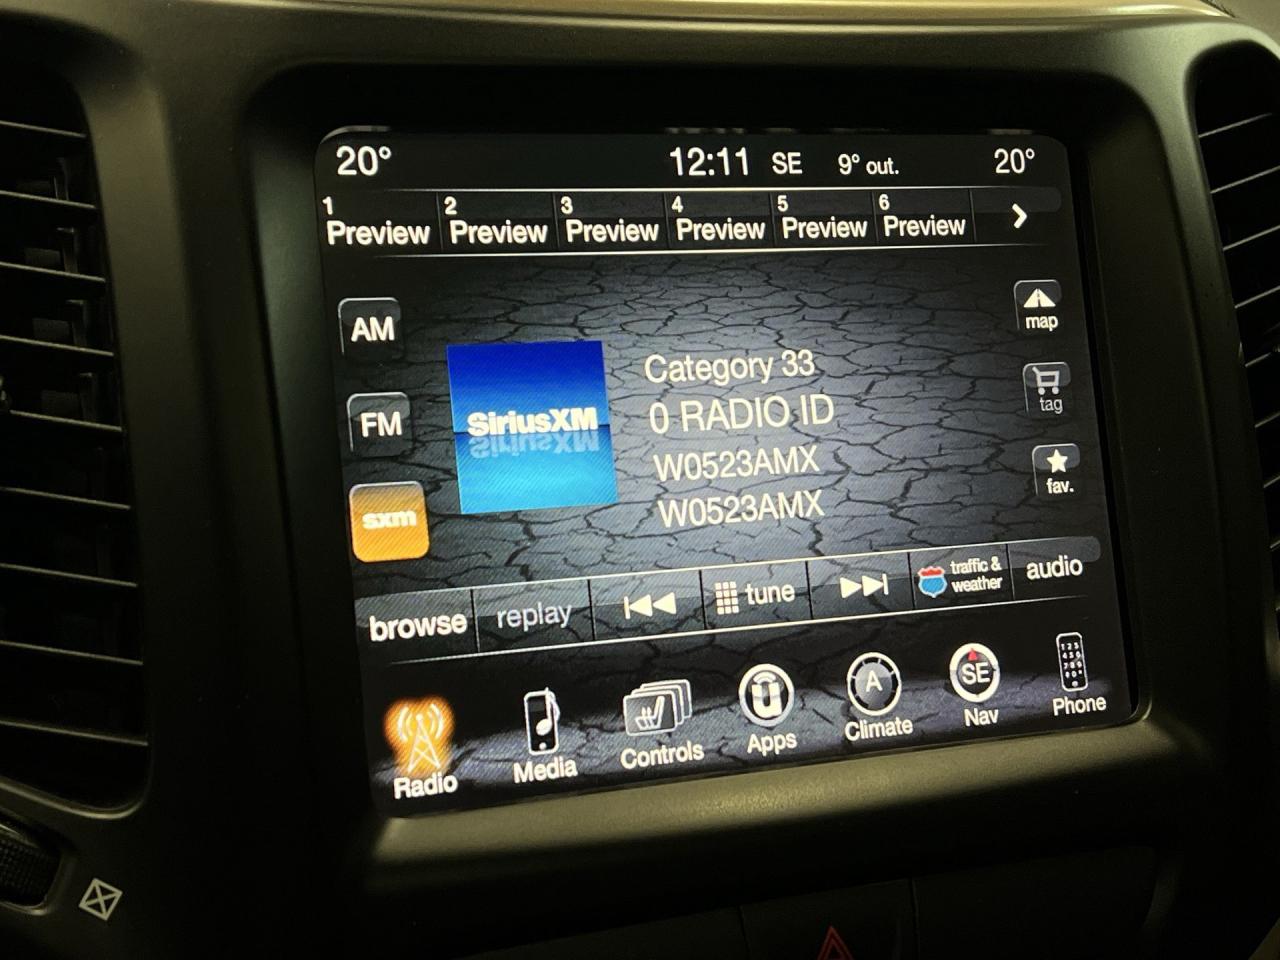 20° 12:11 SE 9° out. 20°
1 2 3 4 5 6
Preview Preview Preview Preview Preview Preview
AM
map
Category 33
SiriusXM
0 RADIO ID
tag
FM
W0523AMX
fav.
sxm
W0523AMX
browse replay tune traffic & weather audio
A SE
Radio Media Controls Apps Climate Nav Phone